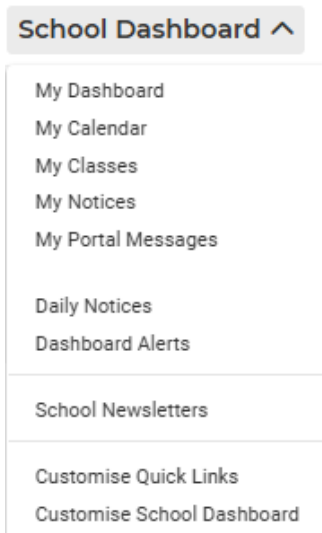 School Dashboard
My Dashboard
My Calendar
My Classes
My Notices
My Portal Messages
Daily Notices
Dashboard Alerts
School Newsletters
Customise Quick Links
Customise School Dashboard